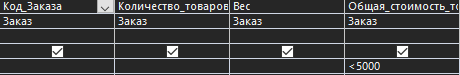 Код_Заказа Количество_товаров Вес Общая_стоимость_то
Заказ Заказ Заказ Заказ
<5000